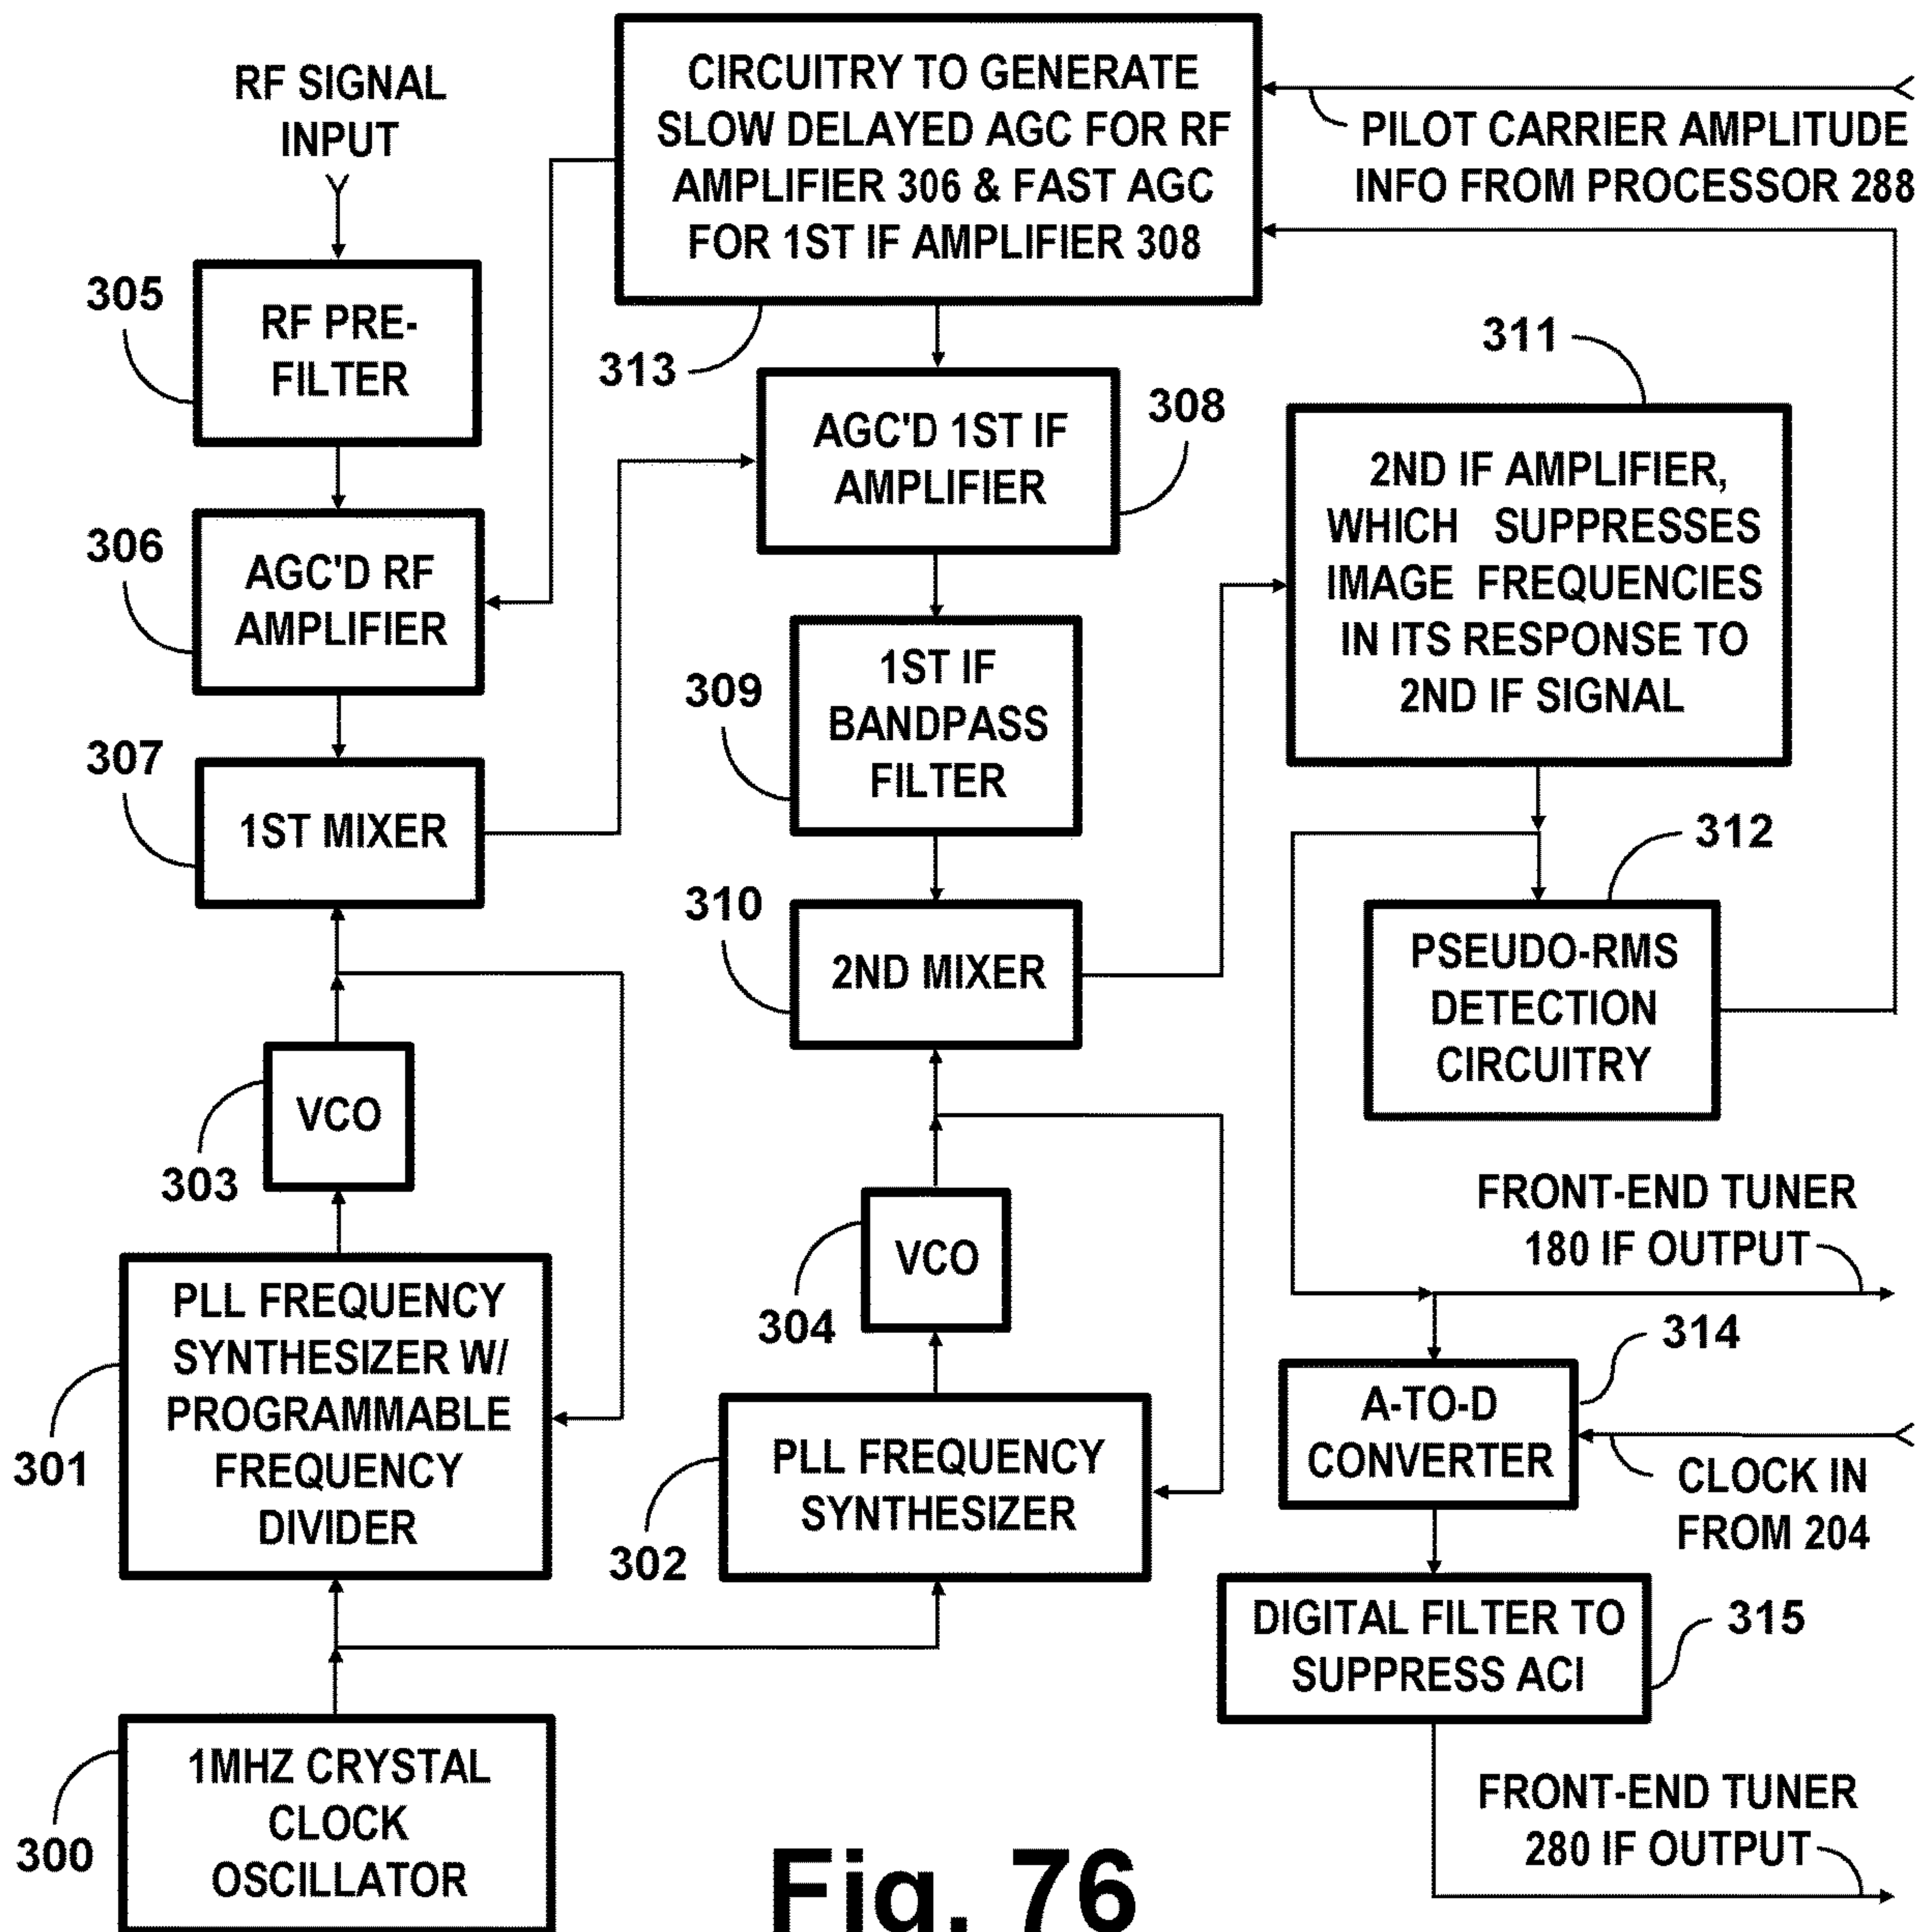 RF SIGNAL
INPUT
305
RF PRE-
FILTER
306
AGC'D RF
AMPLIFIER
307
1ST MIXER
303
VCO
301
PLL FREQUENCY
SYNTHESIZER W/
PROGRAMMABLE
FREQUENCY
DIVIDER
300
1MHZ CRYSTAL
CLOCK
OSCILLATOR
CIRCUITRY TO GENERATE
SLOW DELAYED AGC FOR RF
AMPLIFIER 306 & FAST AGC
FOR 1ST IF AMPLIFIER 308
313
AGC'D 1ST IF
AMPLIFIER
308
309
1ST IF
BANDPASS
FILTER
310
2ND MIXER
304
VCO
302
PLL FREQUENCY
SYNTHESIZER
PILOT CARRIER AMPLITUDE
INFO FROM PROCESSOR 288
311
2ND IF AMPLIFIER,
WHICH SUPPRESSES
IMAGE FREQUENCIES
IN ITS RESPONSE TO
2ND IF SIGNAL
312
PSEUDO-RMS
DETECTION
CIRCUITRY
FRONT-END TUNER
180 IF OUTPUT
314
A-TO-D
CONVERTER
CLOCK IN
FROM 204
DIGITAL FILTER TO
SUPPRESS ACI
315
FRONT-END TUNER
280 IF OUTPUT
Fig. 76